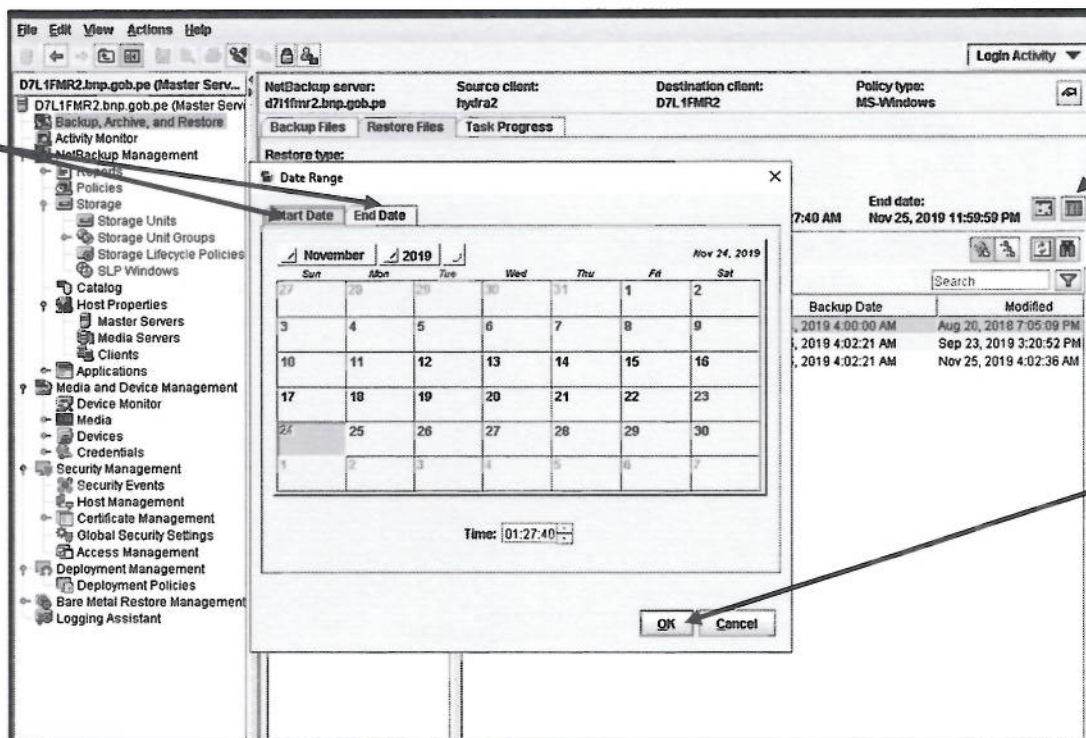 File Edit View Actions Help
Login Activity
D7L1FMR2.bnp.gob.pe (Master Serv...
D7L1FMR2.bnp.gob.pe (Master Serv
Backup, Archive, and Restore
Activity Monitor
NetBackup Management
Reports
Policies
Storage
Storage Units
Storage Unit Groups
Storage Lifecycle Policies
SLP Windows
Catalog
Host Properties
Master Servers
Media Servers
Clients
Applications
Media and Device Management
Device Monitor
Media
Devices
Credentials
Security Management
Security Events
Host Management
Certificate Management
Global Security Settings
Access Management
Deployment Management
Deployment Policies
Bare Metal Restore Management
Logging Assistant
NetBackup server: Source client: Destination client: Policy type:
d7l1fmr2.bnp.gob.pe hydra2 D7L1FMR2 MS-Windows
Backup Files Restore Files Task Progress
Restore type:
End date:
7:40 AM Nov 25, 2019 11:59:59 PM
Search
Backup Date Modified
, 2019 4:00:00 AM Aug 20, 2018 7:05:09 PM
, 2019 4:02:21 AM Sep 23, 2019 3:20:52 PM
, 2019 4:02:21 AM Nov 25, 2019 4:02:36 AM
Date Range
Start Date End Date
November 2019 Nov 24, 2019
Sun Mon Tue Wed Thu Fri Sat
27 28 29 30 31 1 2
3 4 5 6 7 8 9
10 11 12 13 14 15 16
17 18 19 20 21 22 23
24 25 26 27 28 29 30
1 2 3 4 5 6 7
Time: 01:27:40
OK Cancel